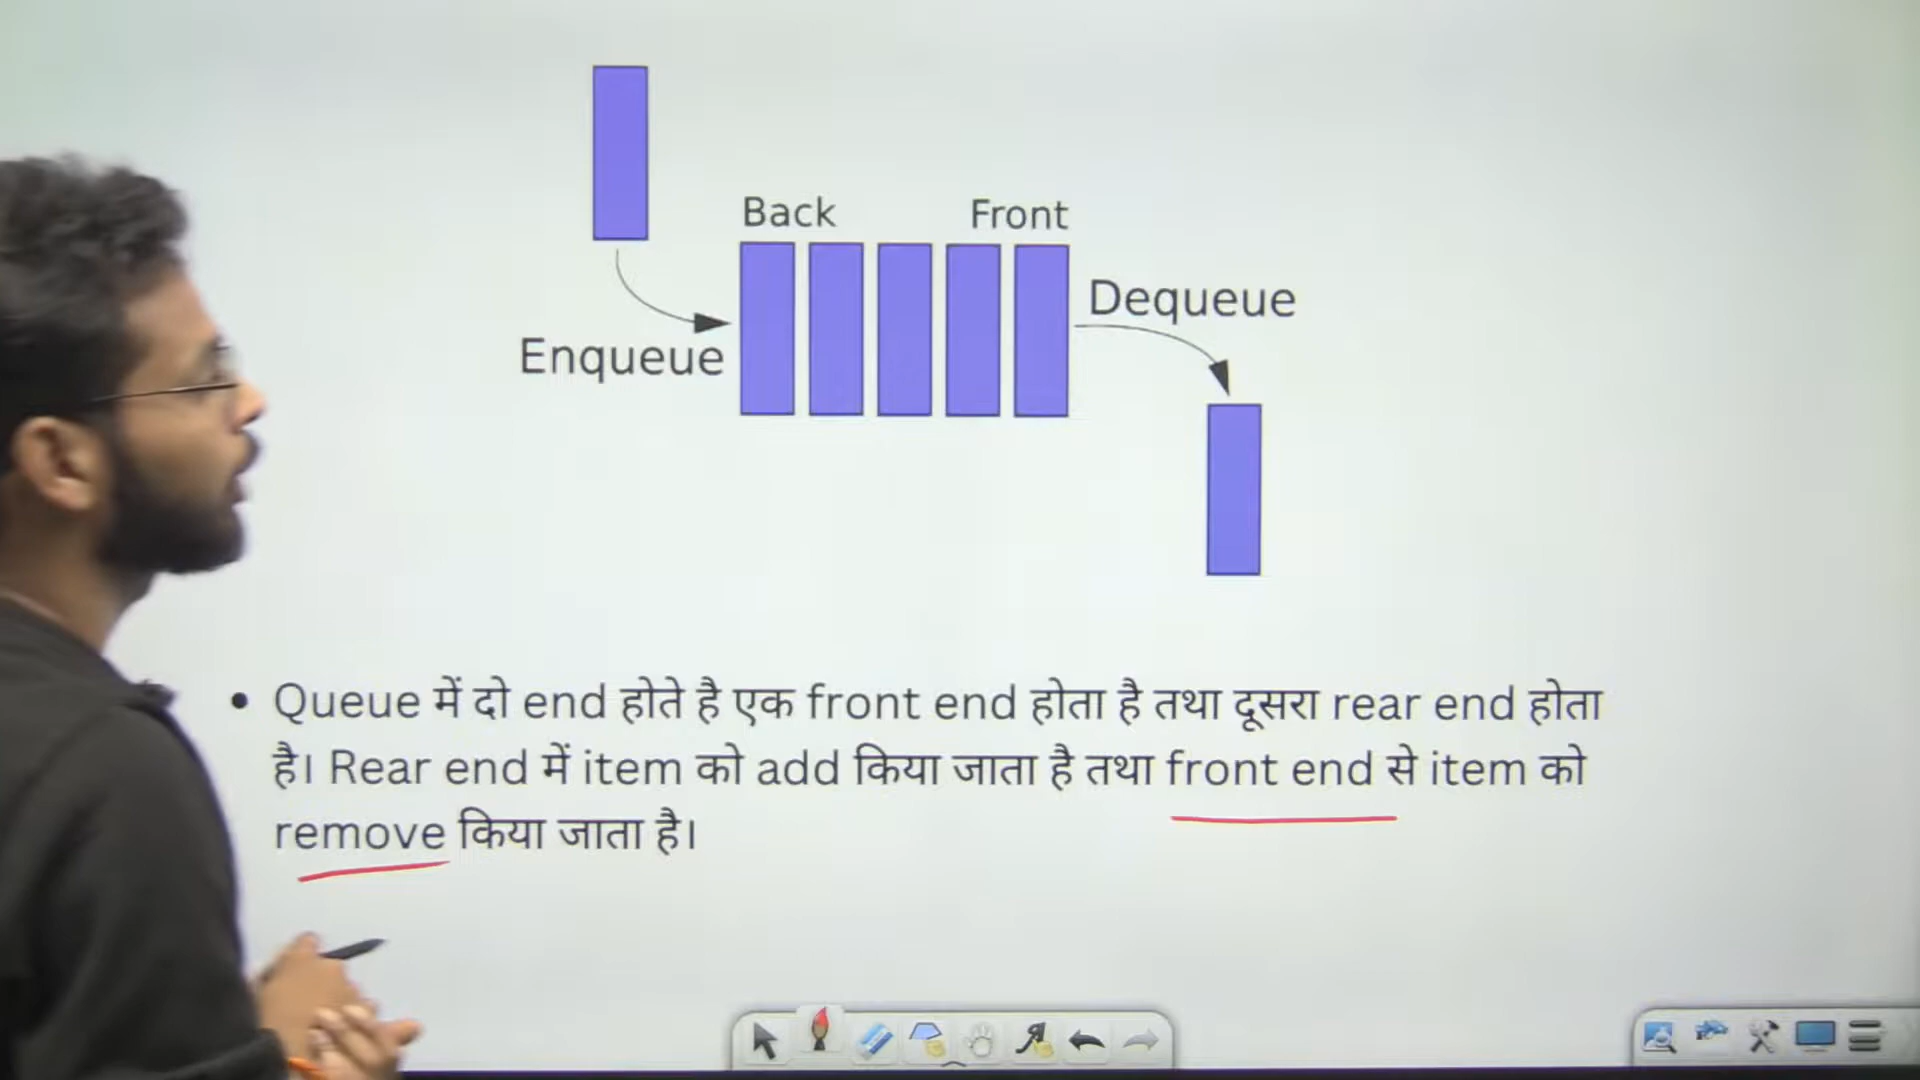 Back
Front
Dequeue
Enqueue
• Queue में दो end होते है एक front end होता है तथा दूसरा rear end होता
है। Rear end में item को add किया जाता है तथा front end से item को
remove किया जाता है।